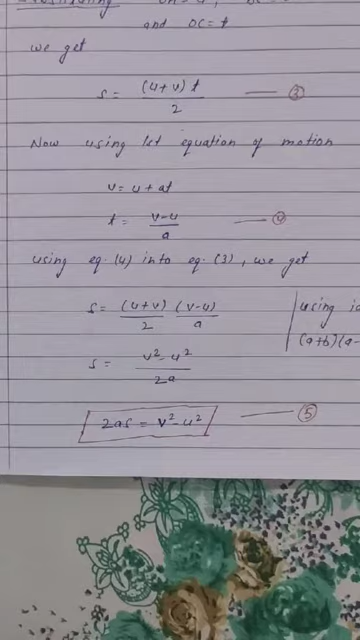 and OC = t
we get
s = (u+v) t / 2 — ③
Now using 1st equation of motion
v = u + at
t = v-u / a — ④
using eq. (4) into eq. (3), we get
s = (u+v) / 2 (v-u) / a
using
(a+b)(a-
s = v² - u² / 2a
2as = v² - u² — ⑤